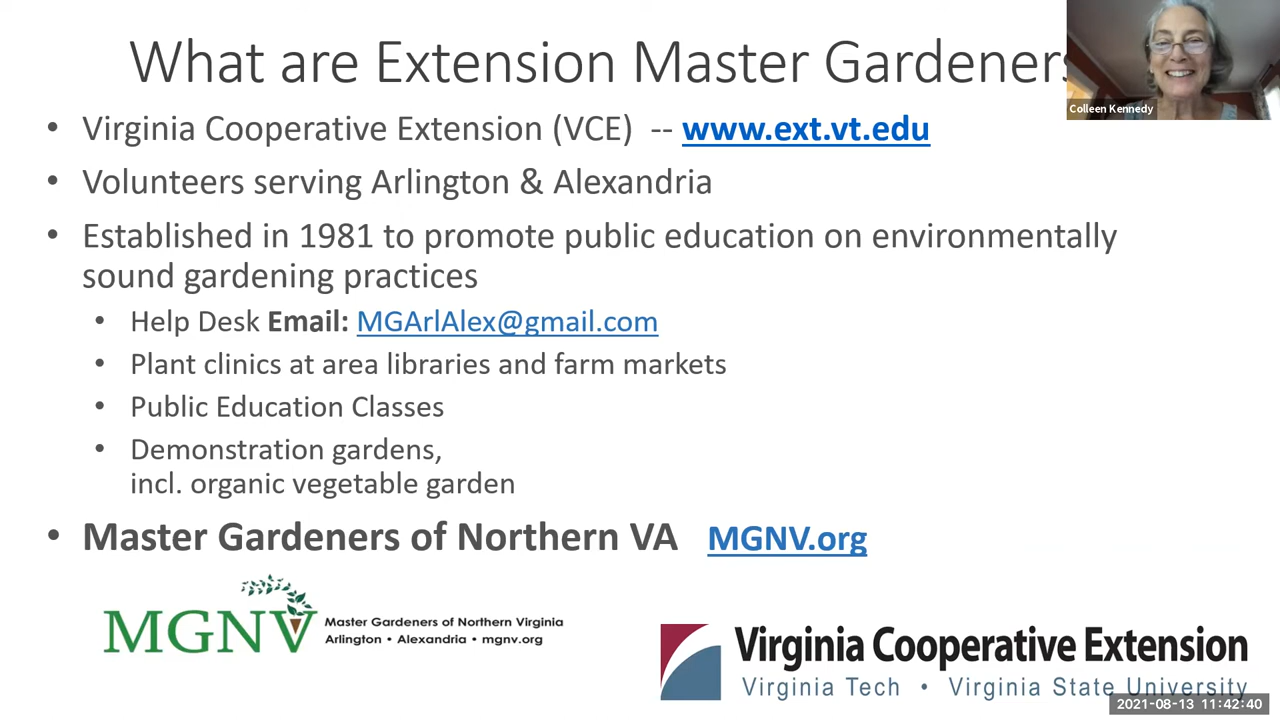 What are Extension Master Gardeners
Colleen Kennedy
• Virginia Cooperative Extension (VCE) -- www.ext.vt.edu
• Volunteers serving Arlington & Alexandria
• Established in 1981 to promote public education on environmentally
sound gardening practices
• Help Desk Email: MGArlAlex@gmail.com
• Plant clinics at area libraries and farm markets
• Public Education Classes
• Demonstration gardens,
incl. organic vegetable garden
• Master Gardeners of Northern VA MGNV.org
MGNV
Master Gardeners of Northern Virginia
Arlington • Alexandria • mgnv.org
Virginia Cooperative Extension
Virginia Tech • Virginia State University
2021-08-13 11:42:40